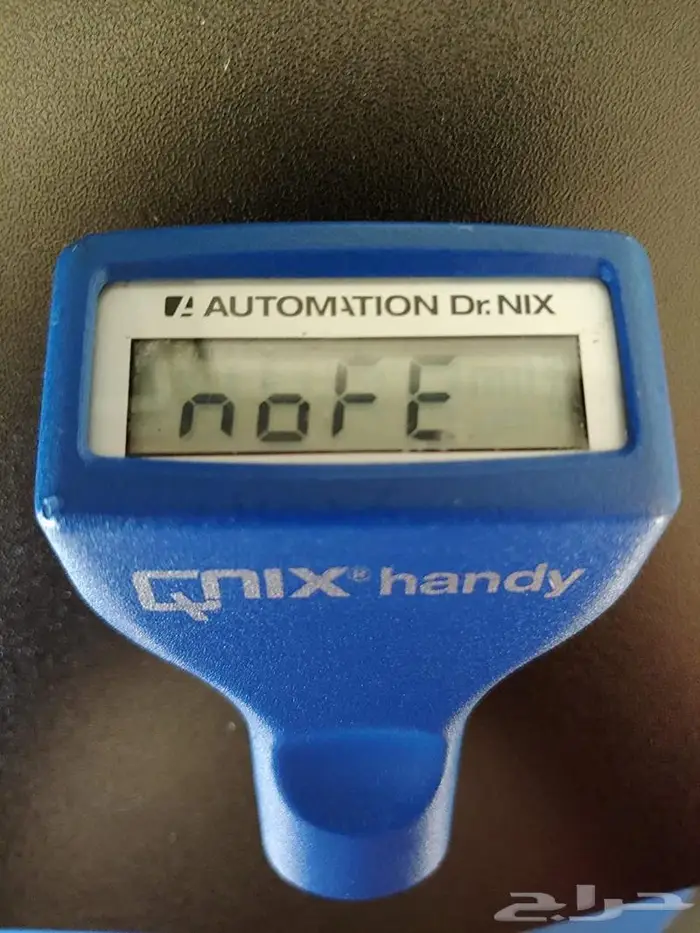 AUTOMATION Dr. NIX
noFE
QNIX® handy
حراج